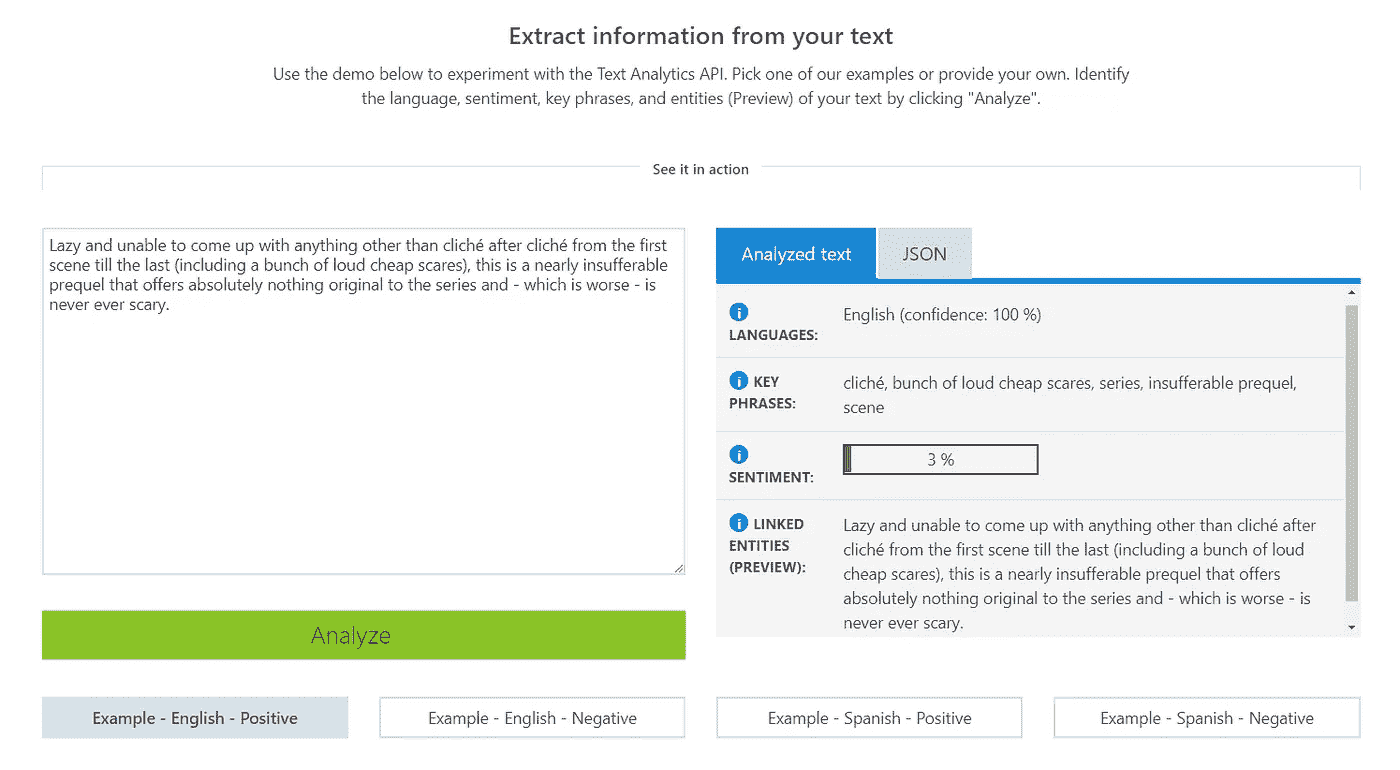 Extract information from your text
Use the demo below to experiment with the Text Analytics API. Pick one of our examples or provide your own. Identify
the language, sentiment, key phrases, and entities (Preview) of your text by clicking "Analyze".
See it in action
Lazy and unable to come up with anything other than cliché after cliché from the first
scene till the last (including a bunch of loud cheap scares), this is a nearly insufferable
prequel that offers absolutely nothing original to the series and - which is worse - is
never ever scary.
Analyze
Analyzed text
JSON
LANGUAGES:
English (confidence: 100 %)
KEY
PHRASES:
cliché, bunch of loud cheap scares, series, insufferable prequel,
scene
SENTIMENT:
3 %
LINKED
ENTITIES
(PREVIEW):
Lazy and unable to come up with anything other than cliché after
cliché from the first scene till the last (including a bunch of loud
cheap scares), this is a nearly insufferable prequel that offers
absolutely nothing original to the series and - which is worse - is
never ever scary.
Example - English - Positive
Example - English - Negative
Example - Spanish - Positive
Example - Spanish - Negative